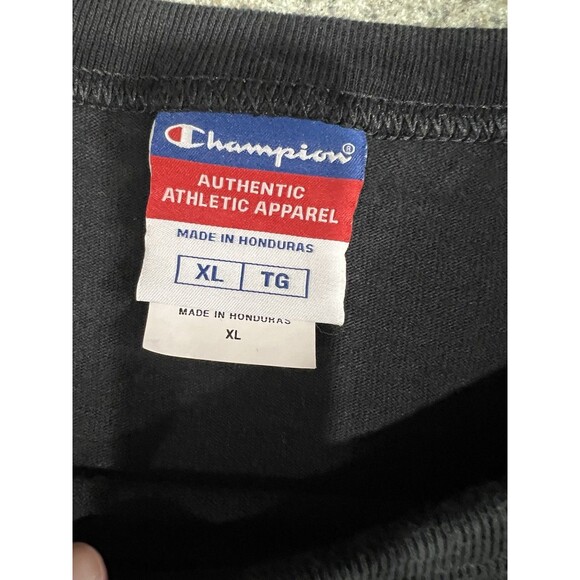 Champion®
AUTHENTIC
ATHLETIC APPAREL
MADE IN HONDURAS
XL TG
MADE IN HONDURAS
XL